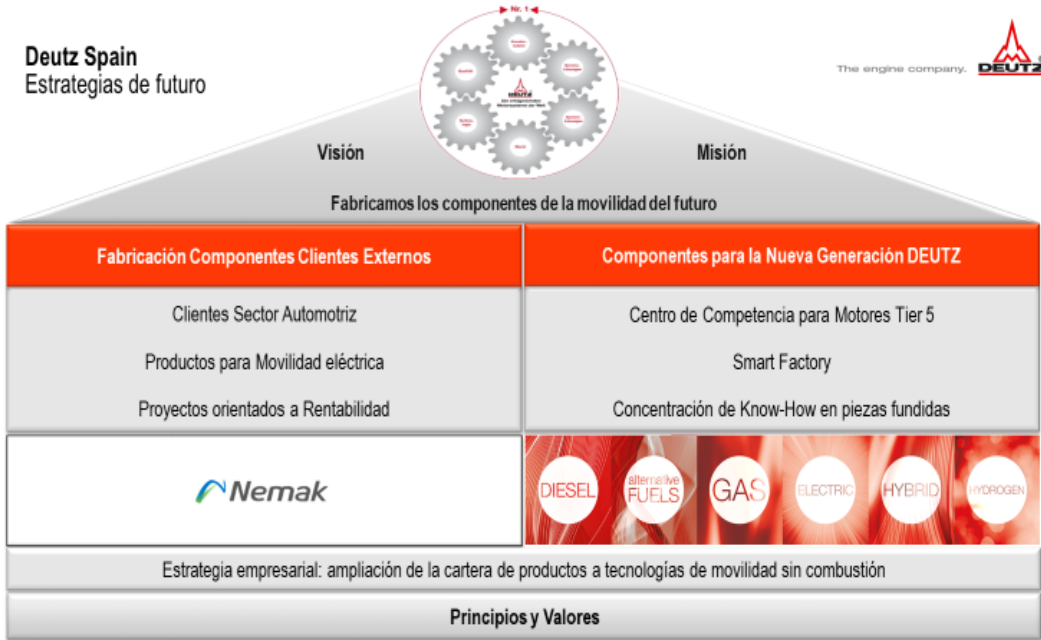 Nr. 1
Deutz Spain
Estrategias de futuro
DEUTZ
The engine company.
DEUTZ
Visión
Misión
Fabricamos los componentes de la movilidad del futuro
Fabricación Componentes Clientes Externos
Componentes para la Nueva Generación DEUTZ
Clientes Sector Automotriz
Centro de Competencia para Motores Tier 5
Productos para Movilidad eléctrica
Smart Factory
Proyectos orientados a Rentabilidad
Concentración de Know-How en piezas fundidas
Nemak
DIESEL
alternative
FUELS
GAS
ELECTRIC
HYBRID
HYDROGEN
Estrategia empresarial: ampliación de la cartera de productos a tecnologías de movilidad sin combustión
Principios y Valores